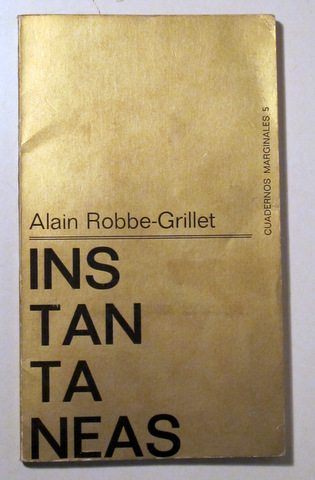 Alain Robbe-Grillet
INS
TAN
TA
NEAS
CUADERNOS MARGINALES 5